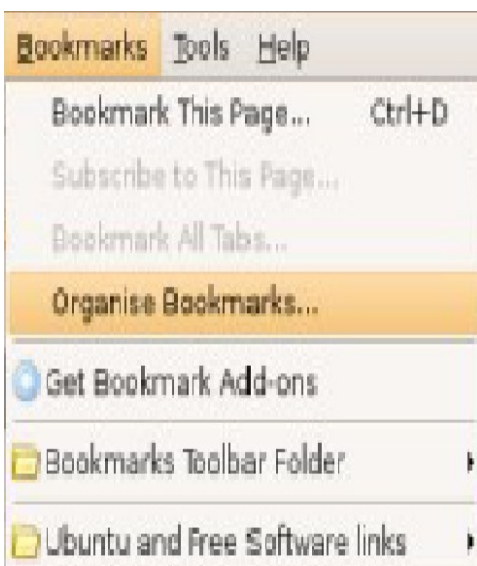 Bookmarks Tools Help
Bookmark This Page... Ctrl+D
Subscribe to This Page...
Bookmark All Tabs...
Organise Bookmarks...
Get Bookmark Add-ons
Bookmarks Toolbar Folder
Ubuntu and Free Software links